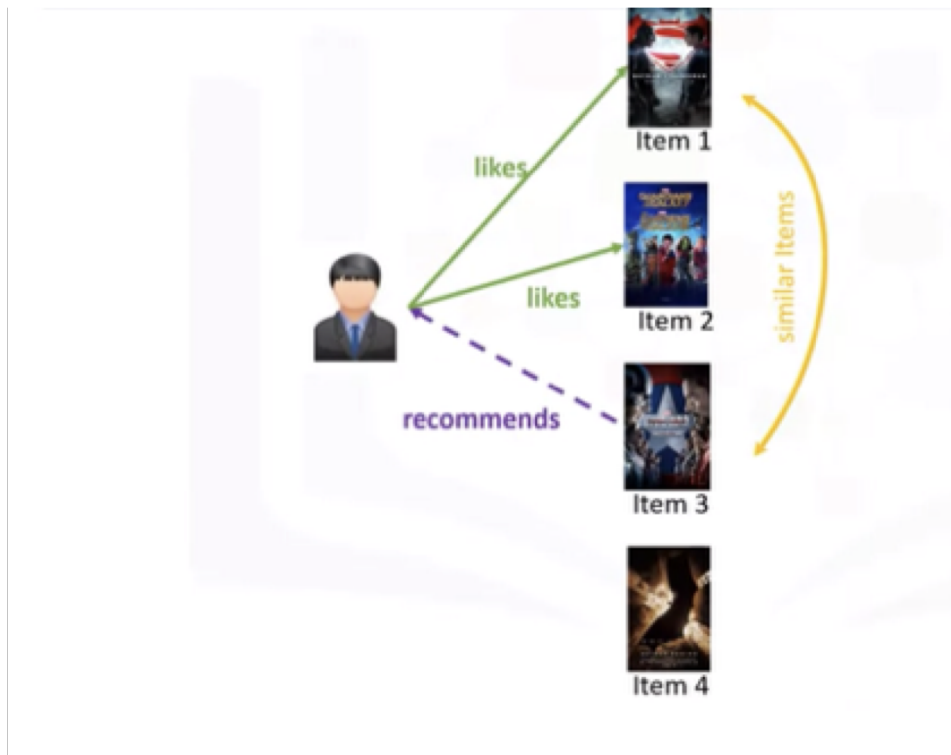 Item 1
likes
Item 2
likes
similar Items
recommends
Item 3
Item 4